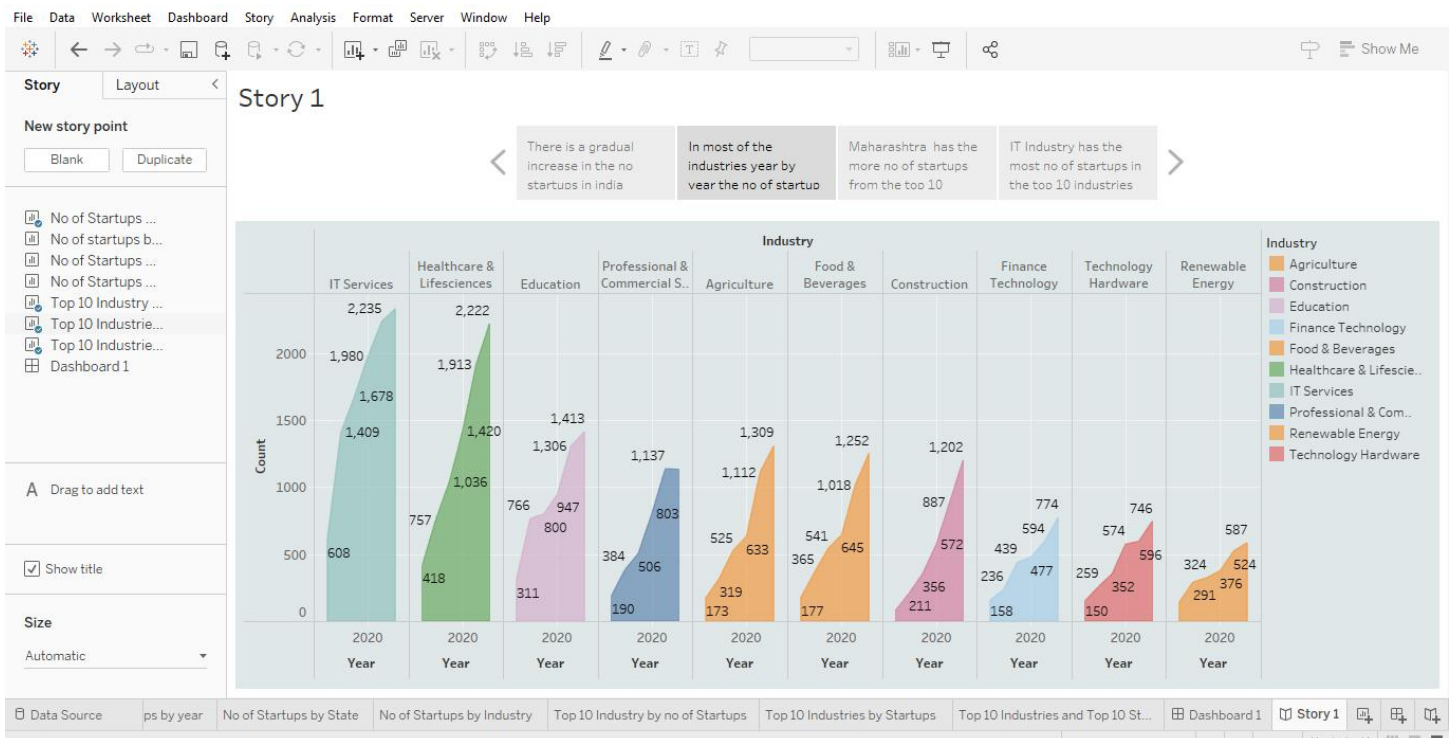 File Data Worksheet Dashboard Story Analysis Format Server Window Help
Show Me
Story Layout
Story 1
New story point
Blank Duplicate
There is a gradual
increase in the no
startups in india
In most of the
industries year by
year the no of startup
Maharashtra has the
more no of startups
from the top 10
IT Industry has the
most no of startups in
the top 10 industries
No of Startups ...
No of startups b...
No of Startups ...
No of Startups ...
Top 10 Industry ...
Top 10 Industrie...
Top 10 Industrie...
Dashboard 1
A Drag to add text
Show title
Size
Automatic
Industry
IT Services
Healthcare &
Lifesciences
Education
Professional &
Commercial S..
Agriculture
Food &
Beverages
Construction
Finance
Technology
Technology
Hardware
Renewable
Energy
Count
2000
1500
1000
500
0
2,235
1,980
1,678
1,409
608
2,222
1,913
1,420
1,036
757
418
1,413
1,306
947
766
800
311
1,137
803
384
506
190
1,309
1,112
525
633
319
173
1,252
1,018
541
645
365
177
1,202
887
572
356
211
774
594
439
477
236
158
746
574
596
259
352
150
587
524
324
376
291
2020 2020 2020 2020 2020 2020 2020 2020 2020 2020
Year Year Year Year Year Year Year Year Year Year
Industry
Agriculture
Construction
Education
Finance Technology
Food & Beverages
Healthcare & Lifescie..
IT Services
Professional & Com..
Renewable Energy
Technology Hardware
Data Source ps by year No of Startups by State No of Startups by Industry Top 10 Industry by no of Startups Top 10 Industries by Startups Top 10 Industries and Top 10 St... Dashboard 1 Story 1